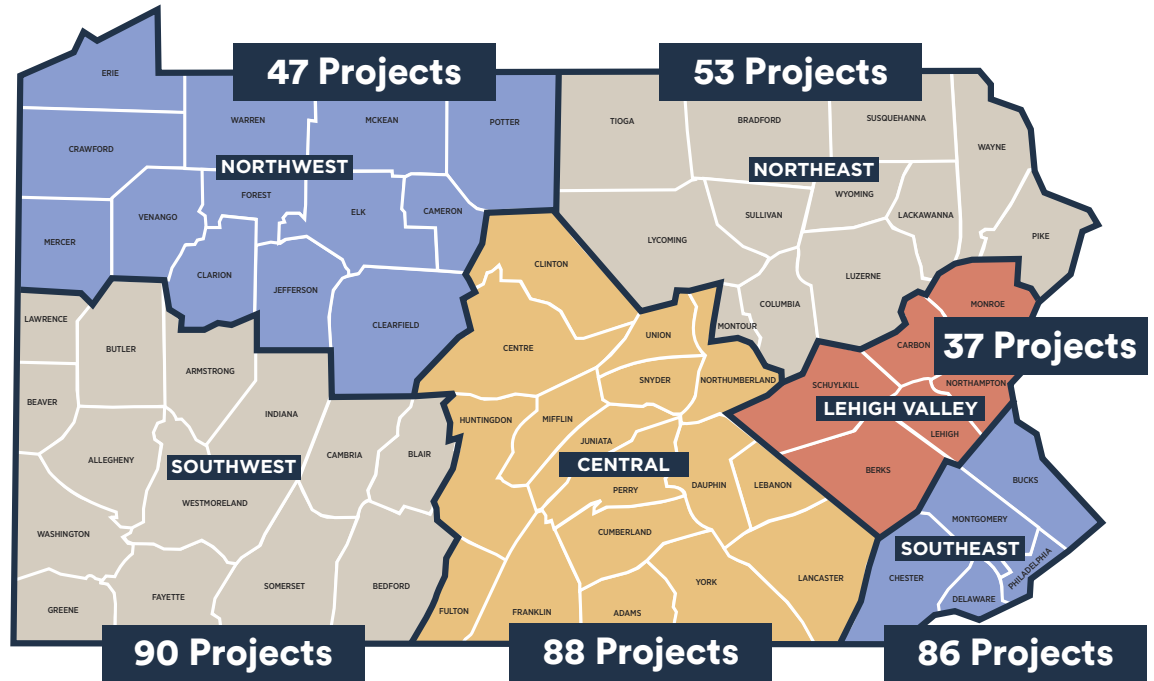 47 Projects
53 Projects
ERIE
WARREN
MCKEAN
POTTER
CRAWFORD
NORTHWEST
FOREST
VENANGO
ELK
CAMERON
MERCER
CLARION
JEFFERSON
CLEARFIELD
TIOGA
BRADFORD
SUSQUEHANNA
WAYNE
NORTHEAST
WYOMING
SULLIVAN
LACKAWANNA
LYCOMING
PIKE
LUZERNE
COLUMBIA
MONTOUR
CLINTON
UNION
CENTRE
SNYDER
NORTHUMBERLAND
HUNTINGDON
MIFFLIN
JUNIATA
CENTRAL
PERRY
DAUPHIN
LEBANON
CUMBERLAND
YORK
LANCASTER
FULTON
FRANKLIN
ADAMS
MONROE
CARBON
37 Projects
SCHUYLKILL
NORTHAMPTON
LEHIGH VALLEY
LEHIGH
BERKS
LAWRENCE
BUTLER
ARMSTRONG
BEAVER
INDIANA
ALLEGHENY
SOUTHWEST
CAMBRIA
BLAIR
WESTMORELAND
WASHINGTON
SOMERSET
BEDFORD
FAYETTE
GREENE
BUCKS
MONTGOMERY
SOUTHEAST
PHILADELPHIA
CHESTER
DELAWARE
90 Projects
88 Projects
86 Projects